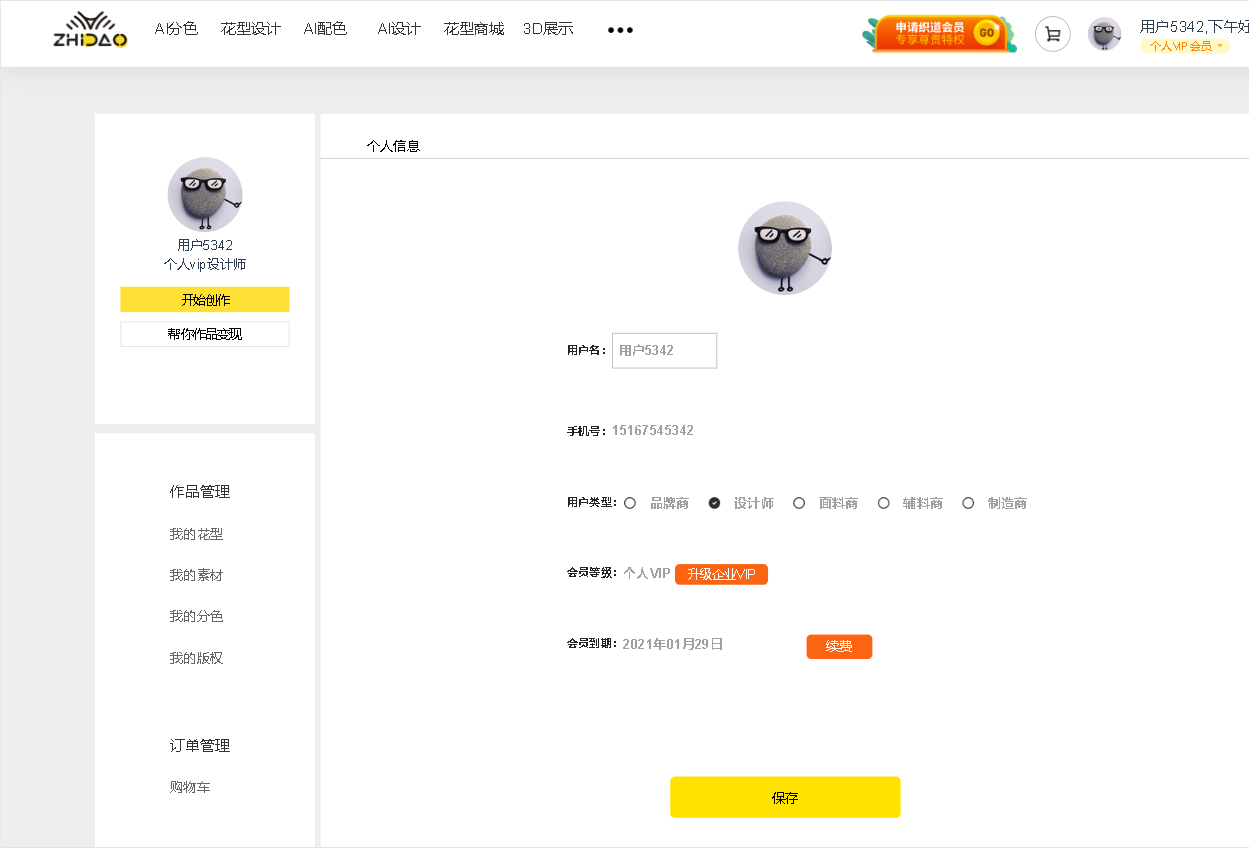 ZHIDAO
AI分色 花型设计 AI配色 AI设计 花型商城 3D展示
申请织道会员
专享尊贵特权
GO
用户5342,下午好
个人VIP会员
用户5342
个人vip设计师
开始创作
帮你作品变现
作品管理
我的花型
我的素材
我的分色
我的版权
订单管理
购物车
个人信息
用户名： 用户5342
手机号：15167545342
用户类型： 品牌商 设计师 面料商 辅料商 制造商
会员等级： 个人VIP 升级企业VIP
会员到期： 2021年01月29日 续费
保存